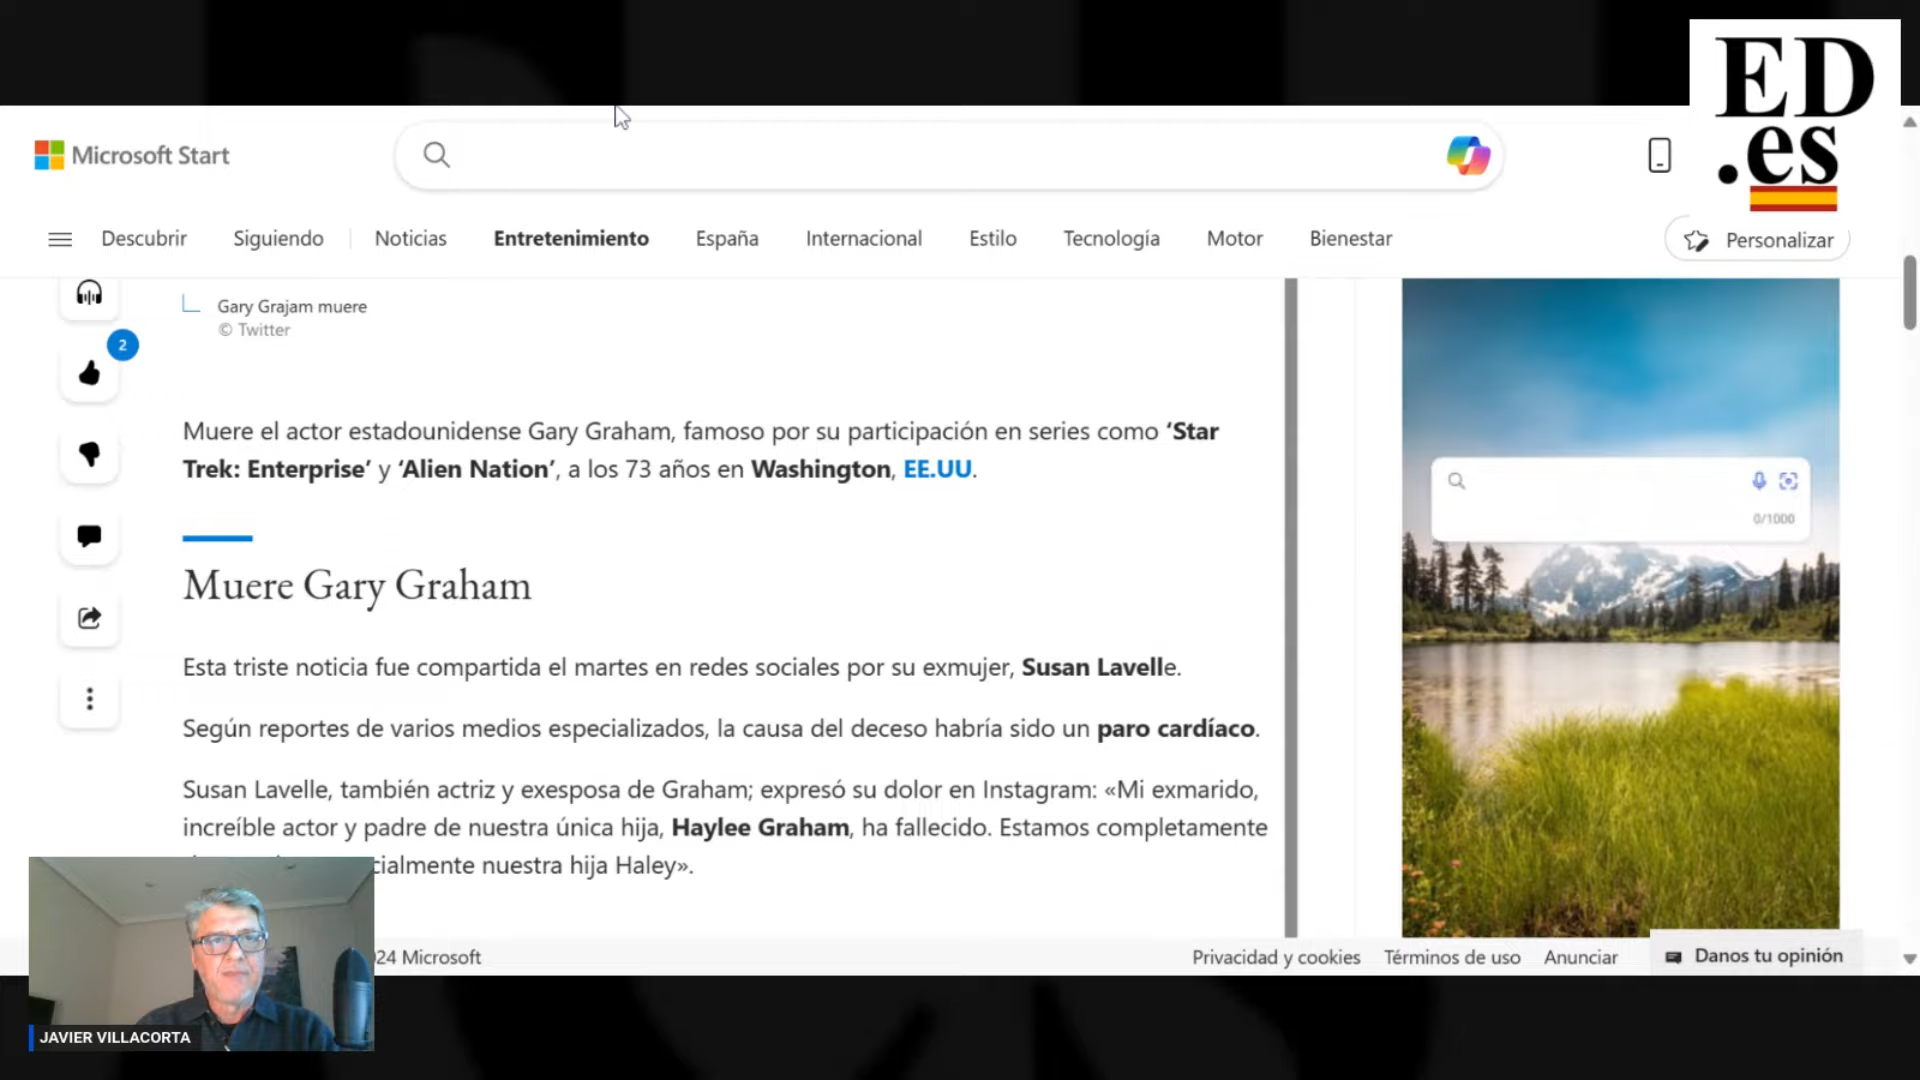 ED
.es
Microsoft Start
Descubrir Siguiendo Noticias Entretenimiento España Internacional Estilo Tecnología Motor Bienestar Personalizar
Gary Grajam muere
© Twitter
2
Muere el actor estadounidense Gary Graham, famoso por su participación en series como ‘Star
Trek: Enterprise’ y ‘Alien Nation’, a los 73 años en Washington, EE.UU.
0/1000
Muere Gary Graham
Esta triste noticia fue compartida el martes en redes sociales por su exmujer, Susan Lavelle.
Según reportes de varios medios especializados, la causa del deceso habría sido un paro cardíaco.
Susan Lavelle, también actriz y exesposa de Graham; expresó su dolor en Instagram: «Mi exmarido,
increíble actor y padre de nuestra única hija, Haylee Graham, ha fallecido. Estamos completamente
cialmente nuestra hija Haley».
24 Microsoft Privacidad y cookies Términos de uso Anunciar Danos tu opinión
JAVIER VILLACORTA